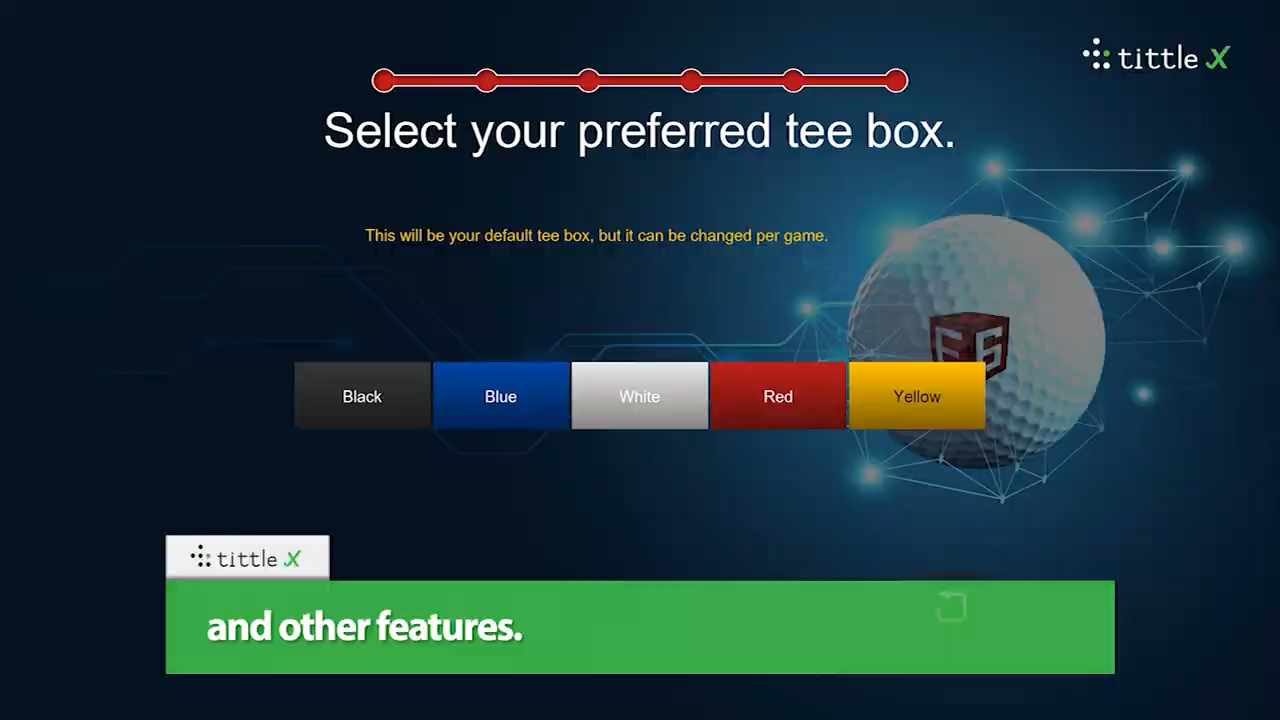 tittle X
Select your preferred tee box.
This will be your default tee box, but it can be changed per game.
E6
Black
Blue
White
Red
Yellow
tittle X
and other features.